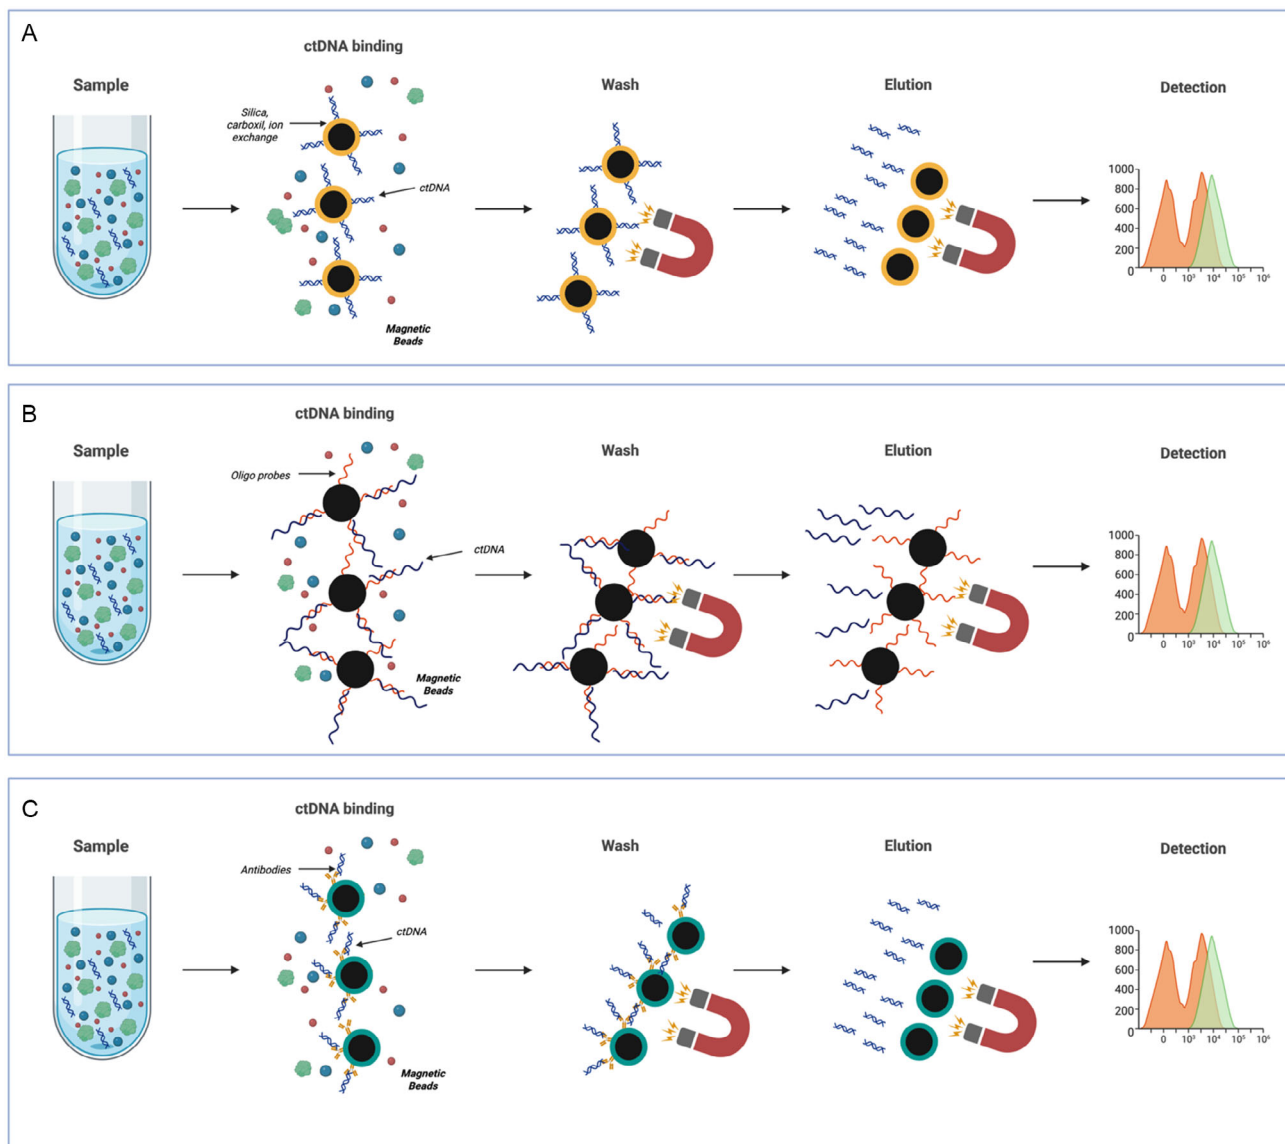 A
ctDNA binding
Sample
Wash
Elution
Detection
Silica,
carboxil, ion
exchange
ctDNA
Magnetic
Beads
1000
800
600
400
200
0
0 10³ 10⁴ 10⁵ 10⁶
B
ctDNA binding
Sample
Wash
Elution
Detection
Oligo probes
ctDNA
Magnetic
Beads
1000
800
600
400
200
0
0 10³ 10⁴ 10⁵ 10⁶
C
ctDNA binding
Sample
Wash
Elution
Detection
Antibodies
ctDNA
Magnetic
Beads
1000
800
600
400
200
0
0 10³ 10⁴ 10⁵ 10⁶